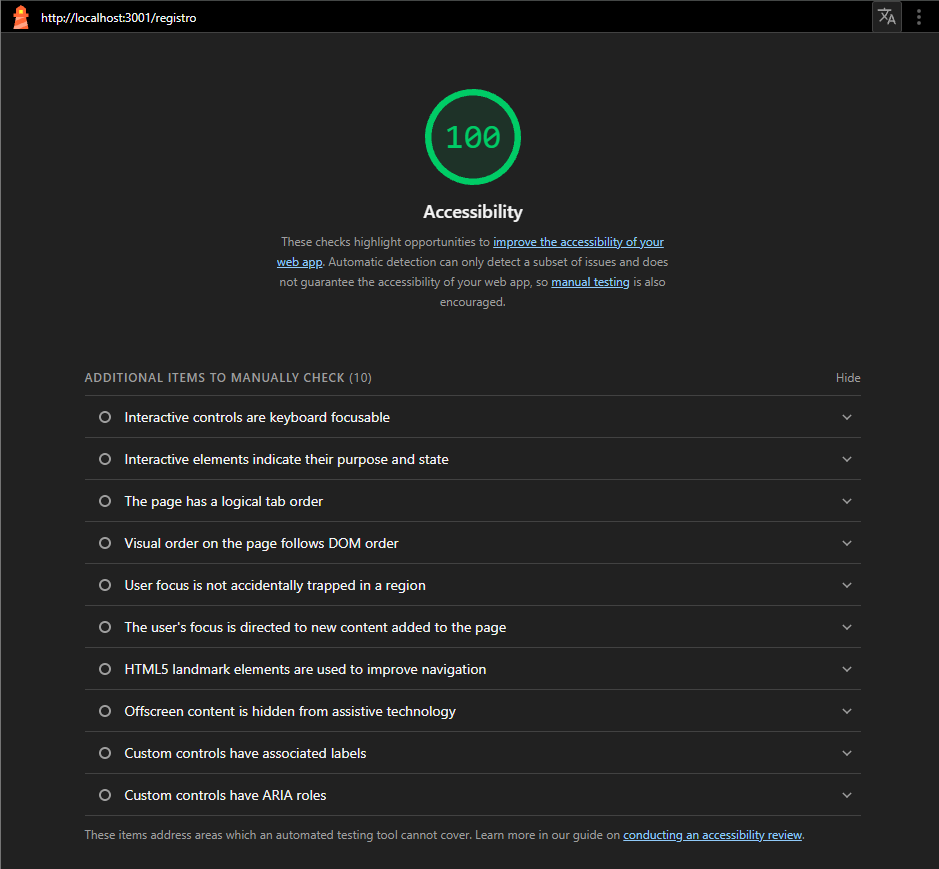 http://localhost:3001/registro
100
Accessibility
These checks highlight opportunities to improve the accessibility of your
web app. Automatic detection can only detect a subset of issues and does
not guarantee the accessibility of your web app, so manual testing is also
encouraged.
ADDITIONAL ITEMS TO MANUALLY CHECK (10)
Hide
Interactive controls are keyboard focusable
Interactive elements indicate their purpose and state
The page has a logical tab order
Visual order on the page follows DOM order
User focus is not accidentally trapped in a region
The user's focus is directed to new content added to the page
HTML5 landmark elements are used to improve navigation
Offscreen content is hidden from assistive technology
Custom controls have associated labels
Custom controls have ARIA roles
These items address areas which an automated testing tool cannot cover. Learn more in our guide on conducting an accessibility review.